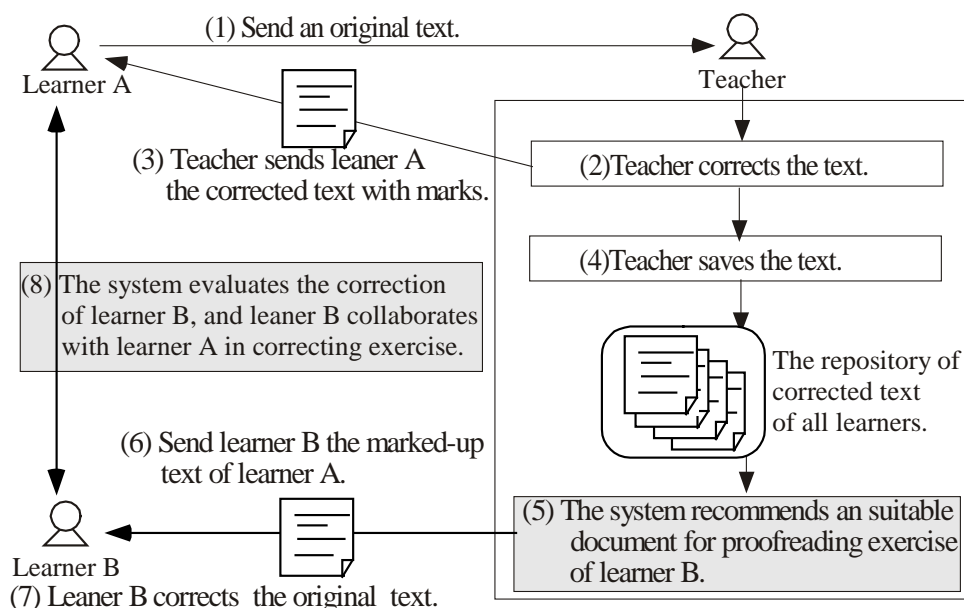 (1) Send an original text.
Learner A
Teacher
(3) Teacher sends leaner A
the corrected text with marks.
(2)Teacher corrects the text.
(4)Teacher saves the text.
(8) The system evaluates the correction
of learner B, and leaner B collaborates
with learner A in correcting exercise.
The repository of
corrected text
of all learners.
(6) Send learner B the marked-up
text of learner A.
(5) The system recommends an suitable
document for proofreading exercise
of learner B.
Learner B
(7) Leaner B corrects the original text.